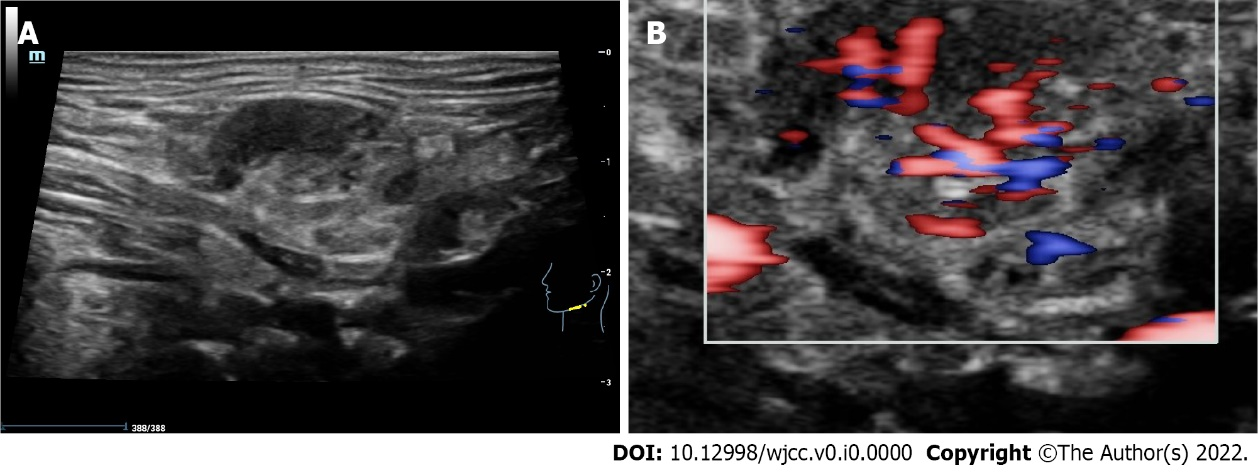 A
m
0
1
2
3
388/388
B
DOI: 10.12998/wjcc.v0.i0.0000 Copyright ©The Author(s) 2022.